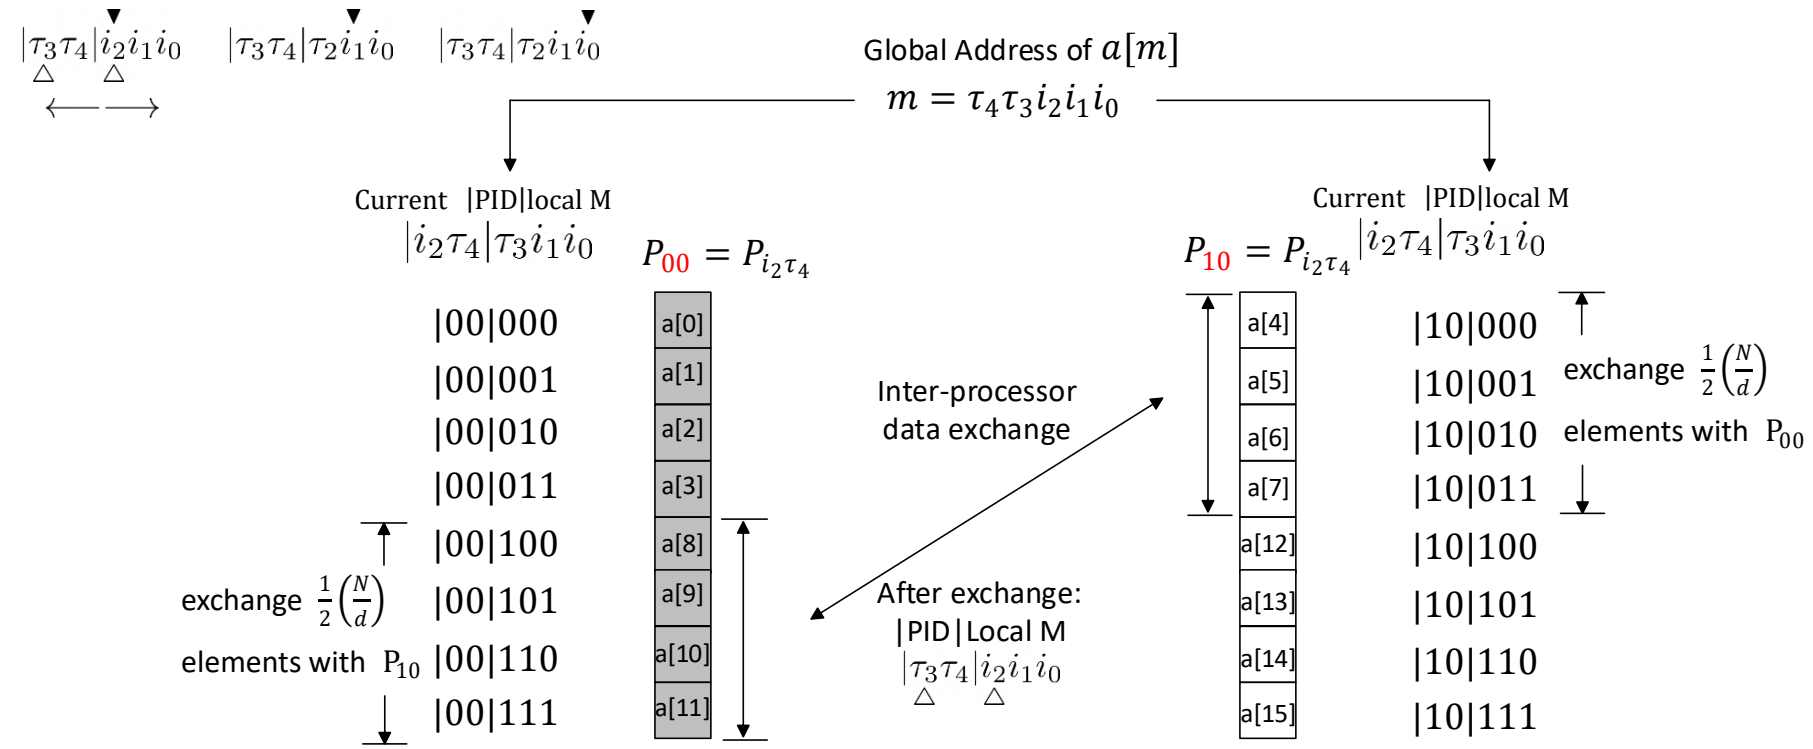 ▼ ▼ ▼
|τ₃τ₄|i₂i₁i₀ |τ₃τ₄|τ₂i₁i₀ |τ₃τ₄|τ₂i₁i₀
△ △
Global Address of a[m]
m = τ₄τ₃i₂i₁i₀
Current |PID|local M
|i₂τ₄|τ₃i₁i₀
P₀₀ = P_{i₂τ₄}
|00|000 a[0]
|00|001 a[1]
|00|010 a[2]
|00|011 a[3]
|00|100 a[8]
|00|101 a[9]
|00|110 a[10]
|00|111 a[11]
exchange ½(N/d)
elements with P₁₀
Inter-processor
data exchange
After exchange:
|PID|Local M
|τ₃τ₄|i₂i₁i₀
△ △
Current |PID|local M
P₁₀ = P_{i₂τ₄} |i₂τ₄|τ₃i₁i₀
a[4] |10|000
a[5] |10|001
a[6] |10|010
a[7] |10|011
a[12] |10|100
a[13] |10|101
a[14] |10|110
a[15] |10|111
exchange ½(N/d)
elements with P₀₀